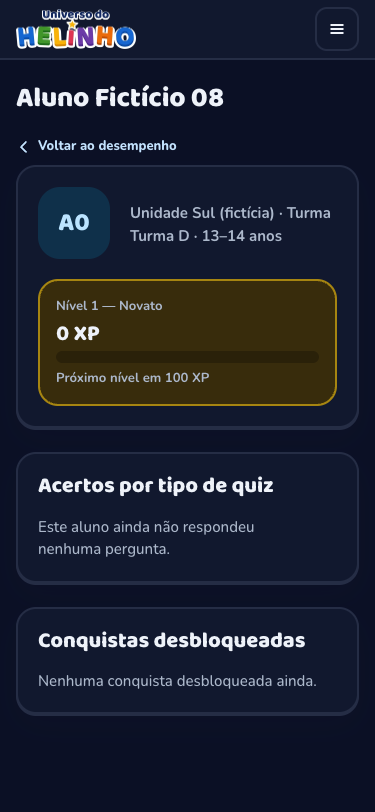 Universo do
HELINHO
Aluno Fictício 08
Voltar ao desempenho
A0
Unidade Sul (fictícia) · Turma
Turma D · 13–14 anos
Nível 1 — Novato
0 XP
Próximo nível em 100 XP
Acertos por tipo de quiz
Este aluno ainda não respondeu
nenhuma pergunta.
Conquistas desbloqueadas
Nenhuma conquista desbloqueada ainda.